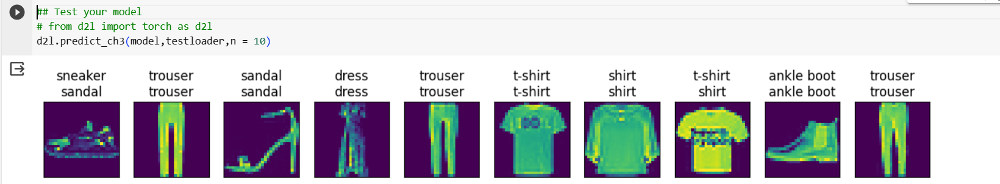 ## Test your model
# from d2l import torch as d2l
d2l.predict_ch3(model,testloader,n = 10)
sneaker trouser sandal dress trouser t-shirt shirt t-shirt ankle boot trouser
sandal trouser sandal dress trouser t-shirt shirt shirt ankle boot trouser